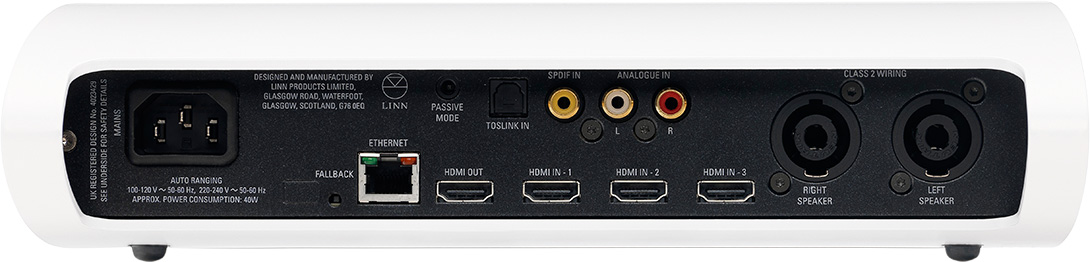 UK REGISTERED DESIGN No. 4023429
SEE UNDERSIDE FOR SAFETY DETAILS
MAINS
AUTO RANGING
100-120 V ~ 50-60 Hz, 220-240 V ~ 50-60 Hz
APPROX. POWER CONSUMPTION: 40W
DESIGNED AND MANUFACTURED BY
LINN PRODUCTS LIMITED,
GLASGOW ROAD, WATERFOOT,
GLASGOW, SCOTLAND, G76 0EQ
LINN
PASSIVE
MODE
TOSLINK IN
SPDIF IN
ANALOGUE IN
L
R
CLASS 2 WIRING
ETHERNET
FALLBACK
HDMI OUT
HDMI IN - 1
HDMI IN - 2
HDMI IN - 3
RIGHT
SPEAKER
LEFT
SPEAKER